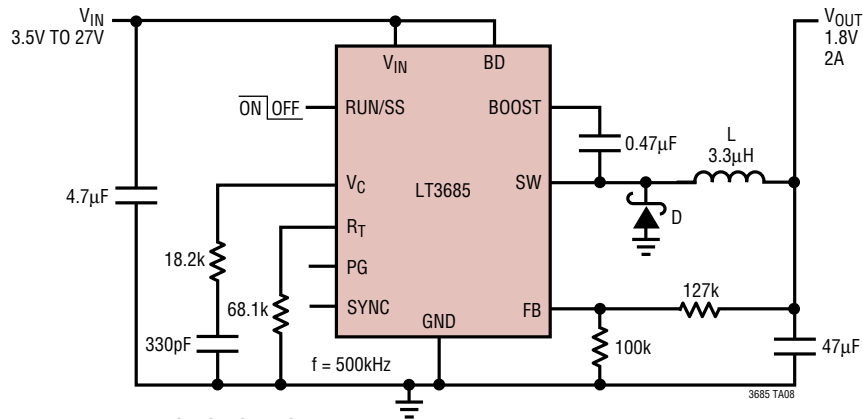 VIN
3.5V TO 27V
VOUT
1.8V
2A
VIN
BD
ON OFF
RUN/SS
BOOST
0.47µF
L
3.3µH
4.7µF
VC
LT3685
SW
D
RT
18.2k
PG
68.1k
SYNC
GND
FB
127k
330pF
f = 500kHz
100k
47µF
3685 TA08